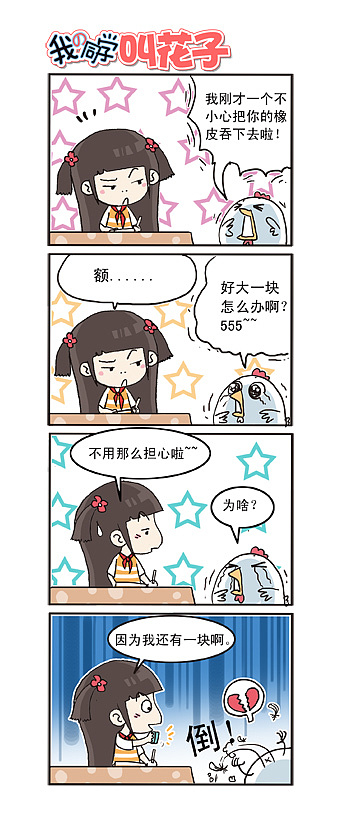 我的同学叫花子
我刚才一个不
小心把你的橡
皮吞下去啦！
额......
好大一块
怎么办啊？
555~~
不用那么担心啦~~
为啥？
因为我还有一块啊。
倒！